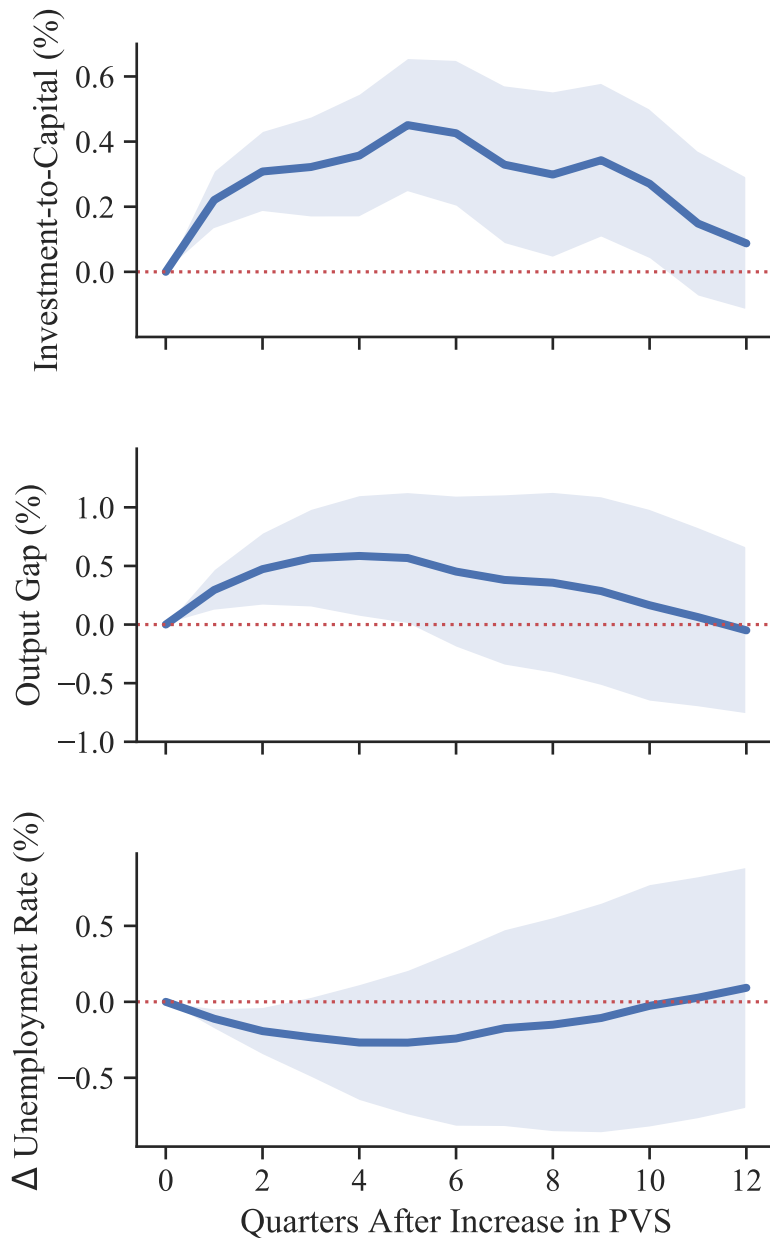 Investment-to-Capital (%)
0.6
0.4
0.2
0.0
Output Gap (%)
1.0
0.5
0.0
−0.5
−1.0
Δ Unemployment Rate (%)
0.5
0.0
−0.5
0 2 4 6 8 10 12
Quarters After Increase in PVS